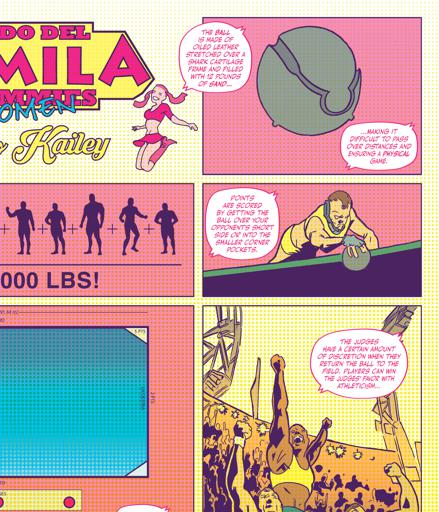 DO DEL
MILA
OMEN
Kailey
THE BALL
IS MADE OF
OILED LEATHER
STRETCHED OVER A
SHARK CARTILAGE
FRAME AND FILLED
WITH 12 POUNDS
OF SAND...
...MAKING IT
DIFFICULT TO PASS
OVER DISTANCES AND
ENSURING A PHYSICAL
GAME.
000 LBS!
POINTS
ARE SCORED
BY GETTING THE
BALL OVER YOUR
OPPONENT'S SHORT
SIDE OR INTO THE
SMALLER CORNER
POCKETS.
5 PTS
THE JUDGES
HAVE A CERTAIN AMOUNT
OF DISCRETION WHEN THEY
RETURN THE BALL TO THE
FIELD. PLAYERS CAN WIN
THE JUDGES' FAVOR WITH
ATHLETICISM...